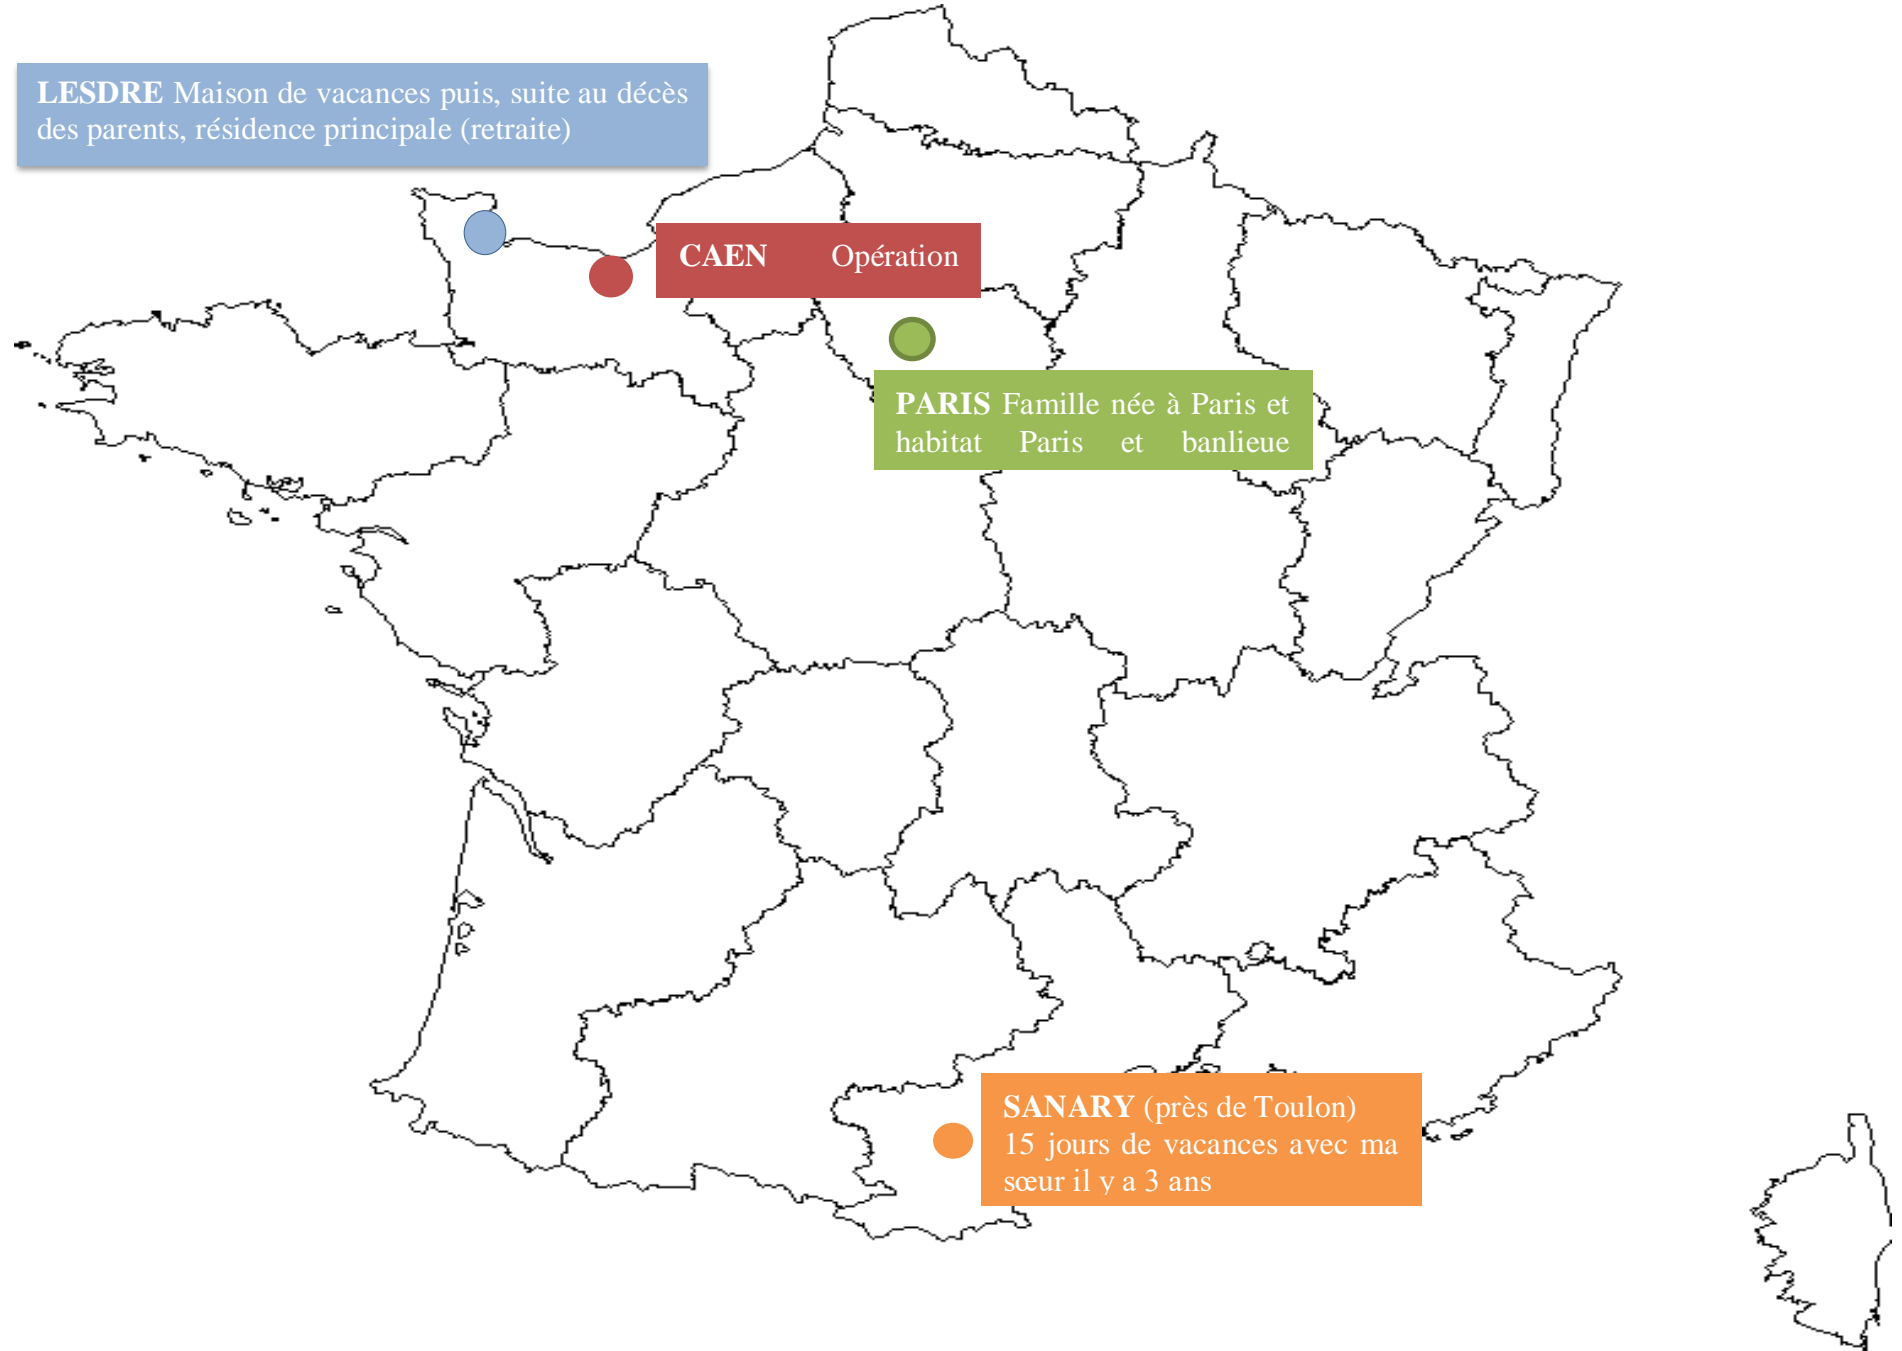 LESDRE Maison de vacances puis, suite au décès
des parents, résidence principale (retraite)
CAEN Opération
PARIS Famille née à Paris et
habitat Paris et banlieue
SANARY (près de Toulon)
15 jours de vacances avec ma
sœur il y a 3 ans